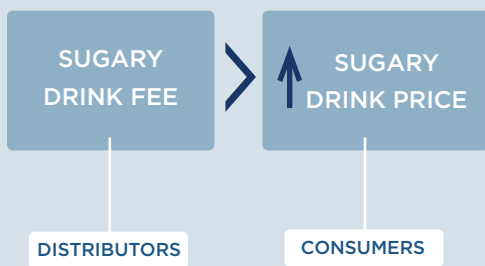 SUGARY
DRINK FEE
SUGARY
DRINK PRICE
DISTRIBUTORS
CONSUMERS